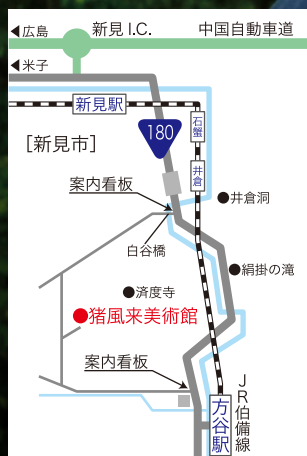 ◀広島
新見 I.C.
中国自動車道
◀米子
新見駅
石蟹
180
[新見市]
井倉
案内看板
●井倉洞
白谷橋
●絹掛の滝
●済度寺
●猪風来美術館
案内看板
JR伯備線
方谷駅